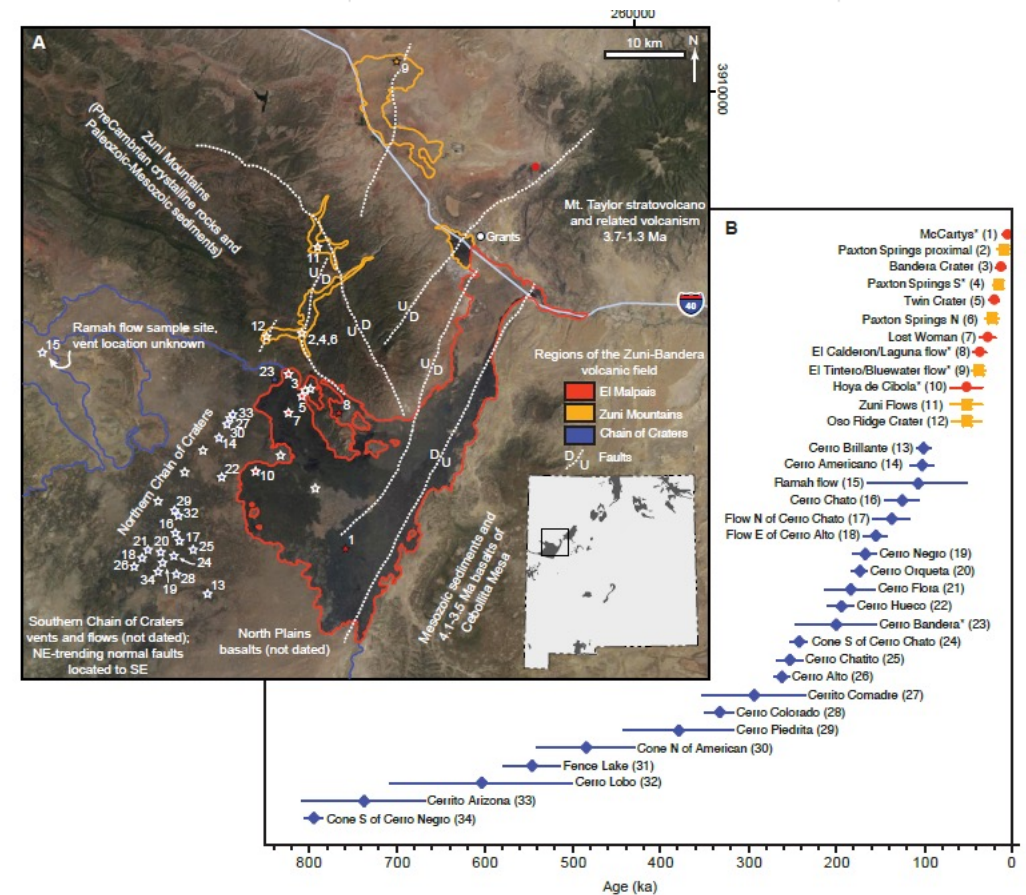 260000
3910000
A
10 km
N
9
Zuni Mountains
(PreCambrian crystalline rocks and
Paleozoic-Mesozoic sediments)
Mt. Taylor stratovolcano
and related volcanism
3.7-1.3 Ma
Grants
11
U
D
U
D
U
D
U
D
D
U
40
Ramah flow sample site,
vent location unknown
15
12
2,4,6
23
3
5
7
8
33
27
30
14
22
10
Northern Chain of Craters
29
32
16
17
21
20
25
18
24
26
34
19
28
13
1
Regions of the Zuni-Bandera
volcanic field
El Malpais
Zuni Mountains
Chain of Craters
D
U
Faults
Mesozoic sediments and
4.1-3.5 Ma basalts of
Cebollita Mesa
Southern Chain of Craters
vents and flows (not dated);
NE-trending normal faults
located to SE
North Plains
basalts (not dated)
B
McCartys* (1)
Paxton Springs proximal (2)
Bandera Crater (3)
Paxton Springs S* (4)
Twin Crater (5)
Paxton Springs N (6)
Lost Woman (7)
El Calderon/Laguna flow* (8)
El Tintero/Bluewater flow* (9)
Hoya de Cibola* (10)
Zuni Flows (11)
Oso Ridge Crater (12)
Cerro Brillante (13)
Cerro Americano (14)
Ramah flow (15)
Cerro Chato (16)
Flow N of Cerro Chato (17)
Flow E of Cerro Alto (18)
Cerro Negro (19)
Cerro Orqueta (20)
Cerro Flora (21)
Cerro Hueco (22)
Cerro Bandera* (23)
Cone S of Cerro Chato (24)
Cerro Chatito (25)
Cerro Alto (26)
Cerrito Comadre (27)
Cerro Colorado (28)
Cerro Piedrita (29)
Cone N of American (30)
Fence Lake (31)
Cerro Lobo (32)
Cerrito Arizona (33)
Cone S of Cerro Negro (34)
800
700
600
500
400
300
200
100
0
Age (ka)